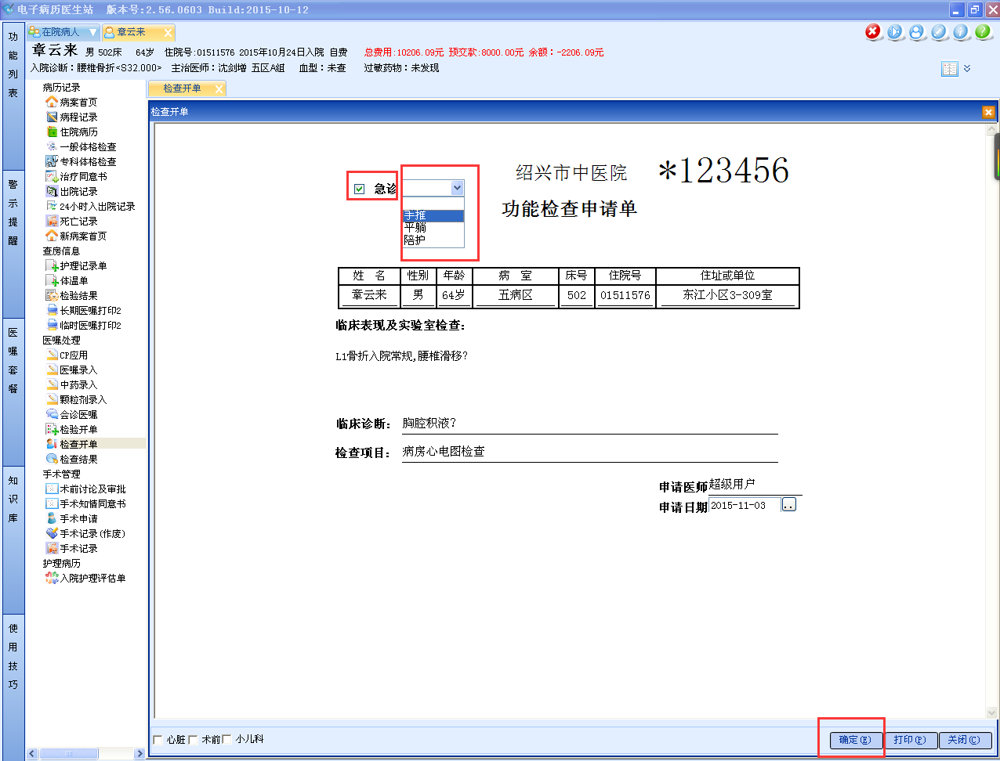 电子病历医生站 版本号:2.56.0603 Build:2015-10-12
在院病人
章云来
章云来 男 502床 64岁 住院号:01511576 2015年10月24日入院 自费 总费用:10206.09元 预交款:8000.00元 余额：-2206.09元
入院诊断：腰椎骨折<S32.000> 主治医师：沈剑增 五区A组 血型：未查 过敏药物：未发现
功能列表
警示提醒
医嘱套餐
知识库
使用技巧
病历记录
病案首页
病程记录
住院病历
一般体格检查
专科体格检查
治疗同意书
出院记录
24小时入出院记录
死亡记录
新病案首页
查房信息
护理记录单
体温单
检验结果
长期医嘱打印2
临时医嘱打印2
医嘱处理
CP应用
医嘱录入
中药录入
颗粒剂录入
会诊医嘱
检验开单
检查开单
检查结果
手术管理
术前讨论及审批
手术知情同意书
手术申请
手术记录(作废)
手术记录
护理病历
入院护理评估单
检查开单
检查开单
急诊
手推
平躺
陪护
绍兴市中医院 *123456
功能检查申请单
姓 名 性别 年龄 病 室 床号 住院号 住址或单位
章云来 男 64岁 五病区 502 01511576 东江小区3-309室
临床表现及实验室检查:
L1骨折入院常规,腰椎滑移?
临床诊断: 胸腔积液?
检查项目: 病房心电图检查
申请医师 超级用户
申请日期 2015-11-03 ..
心脏 术前 小儿科
确定(E) 打印(P) 关闭(C)